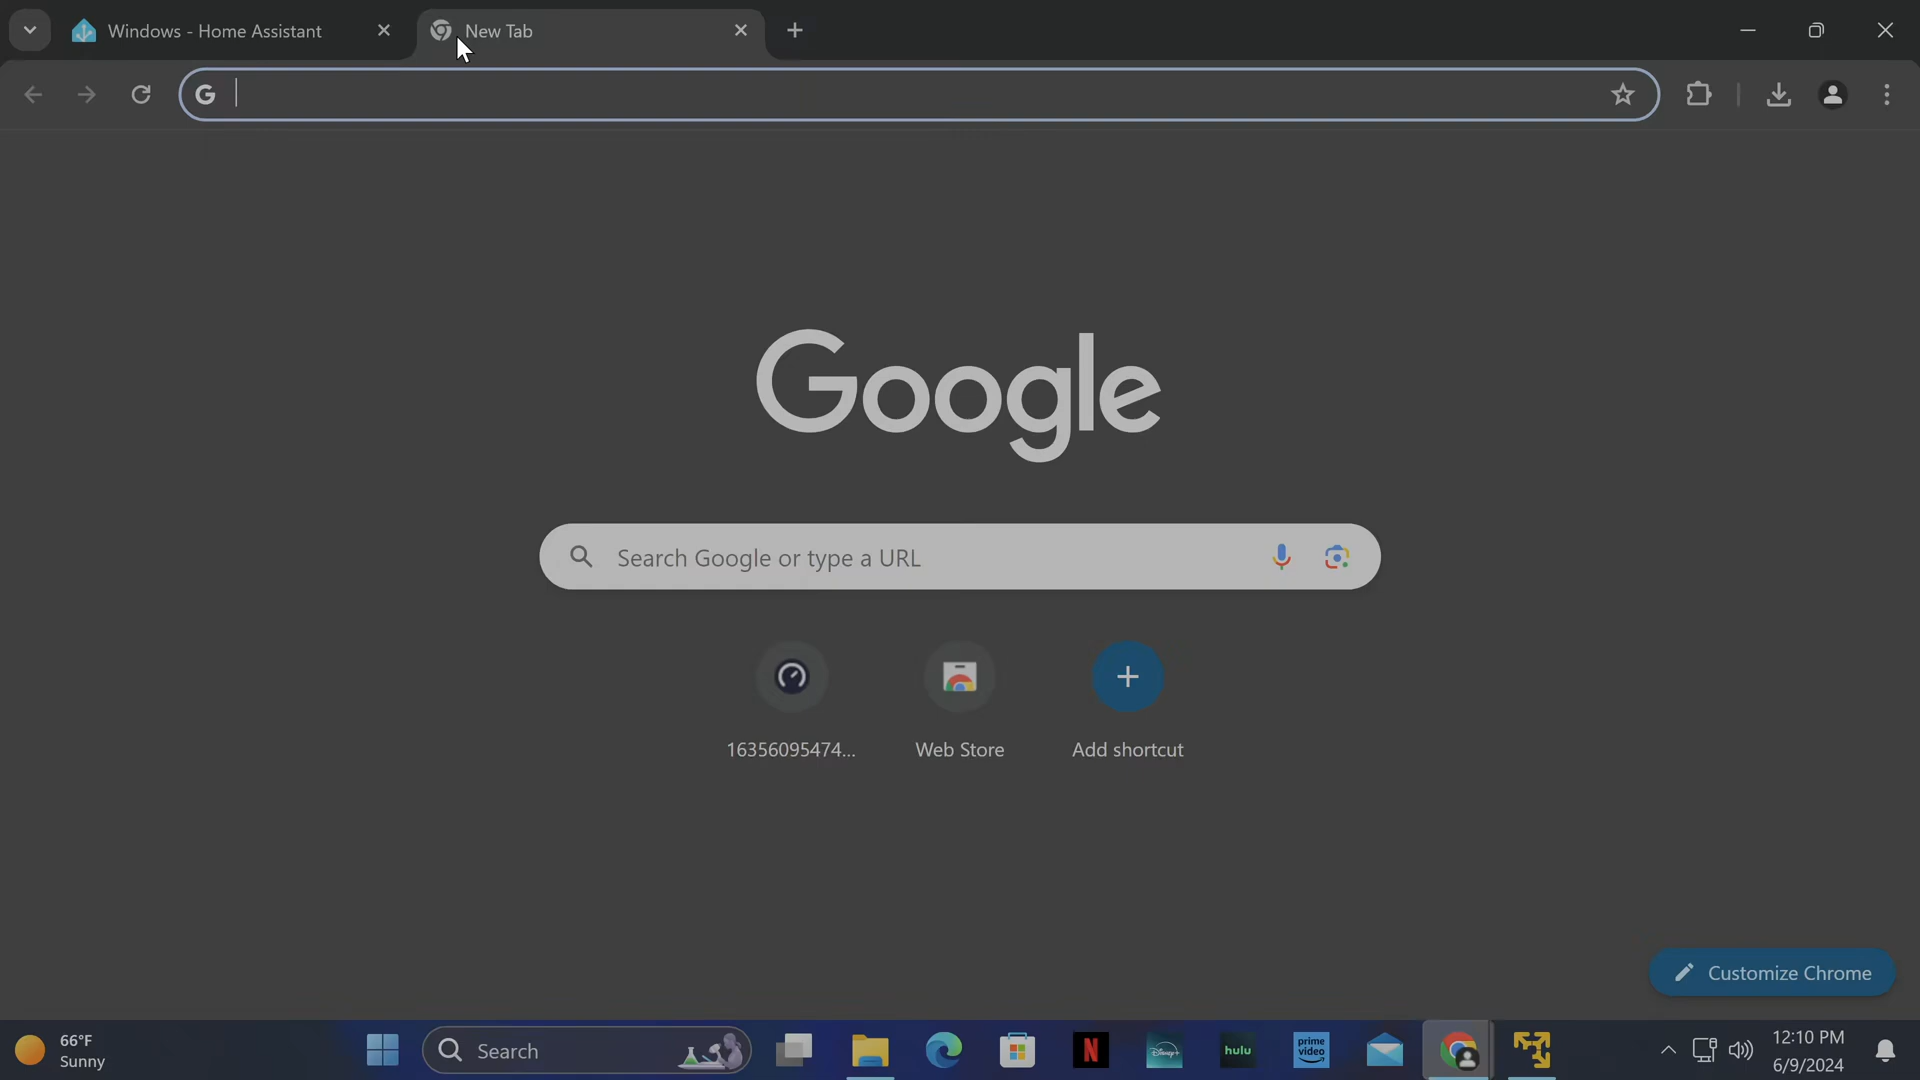 Windows - Home Assistant
New Tab
Google
Search Google or type a URL
16356095474...
Web Store
Add shortcut
Customize Chrome
66°F
Sunny
Search
N
Disney+
hulu
prime video
12:10 PM
6/9/2024